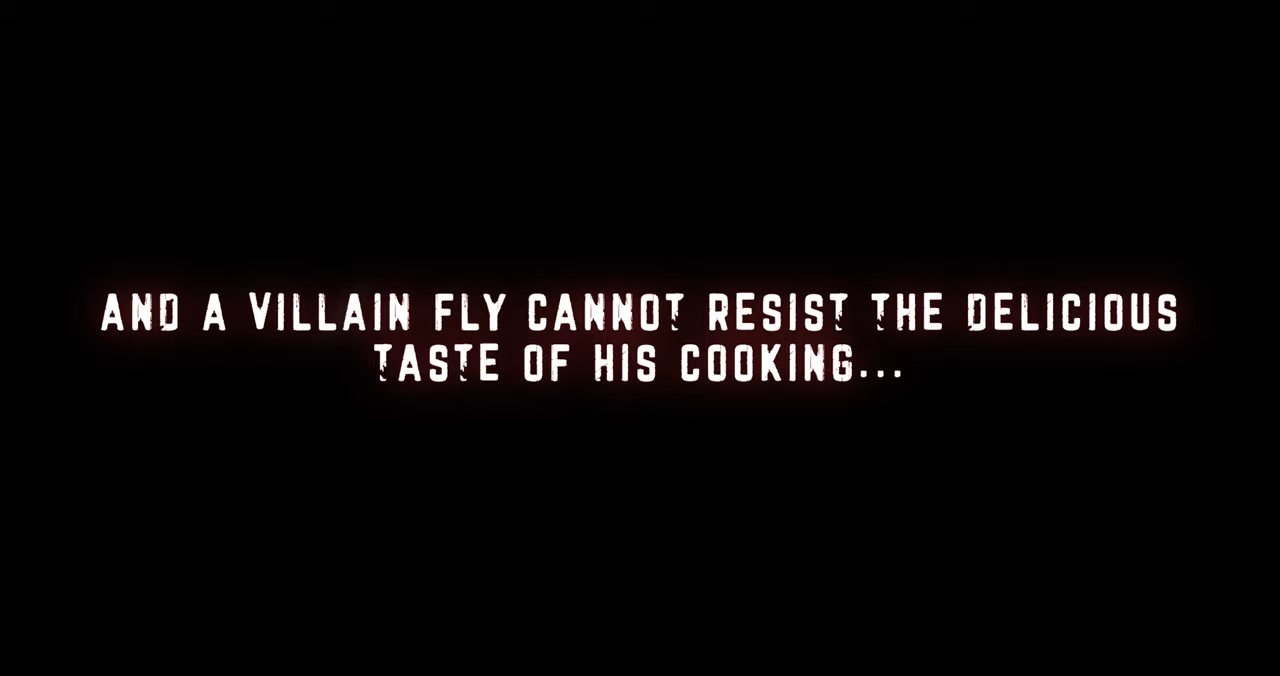 AND A VILLAIN FLY CANNOT RESIST THE DELICIOUS
TASTE OF HIS COOKING...